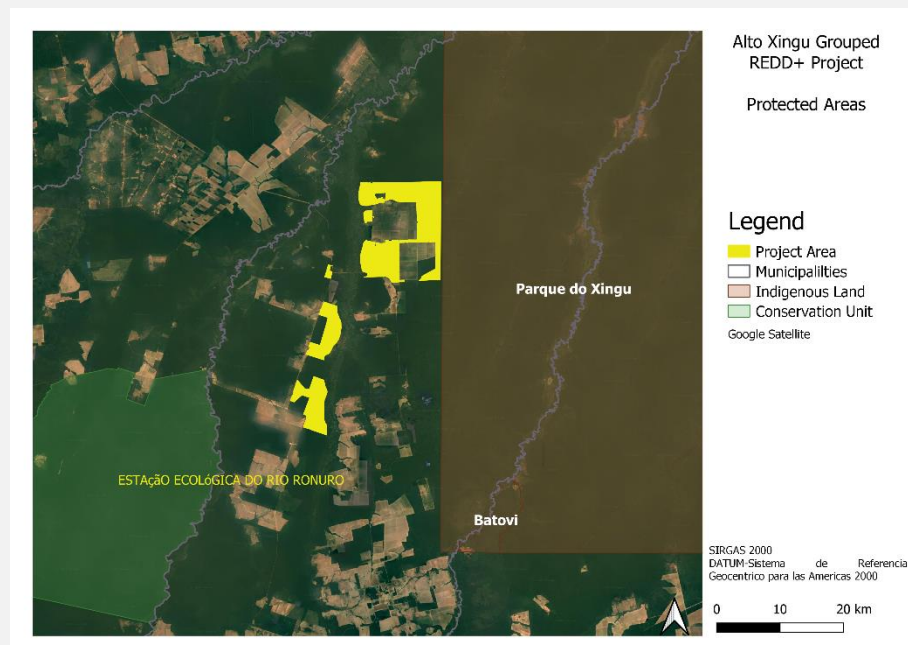 Alto Xingu Grouped
REDD+ Project
Protected Areas
Legend
Project Area
Municipalilties
Indigenous Land
Conservation Unit
Google Satellite
Parque do Xingu
ESTAçãO ECOLóGICA DO RIO RONURO
Batovi
SIRGAS 2000
DATUM-Sistema de Referencia
Geocentrico para las Americas 2000
0 10 20 km